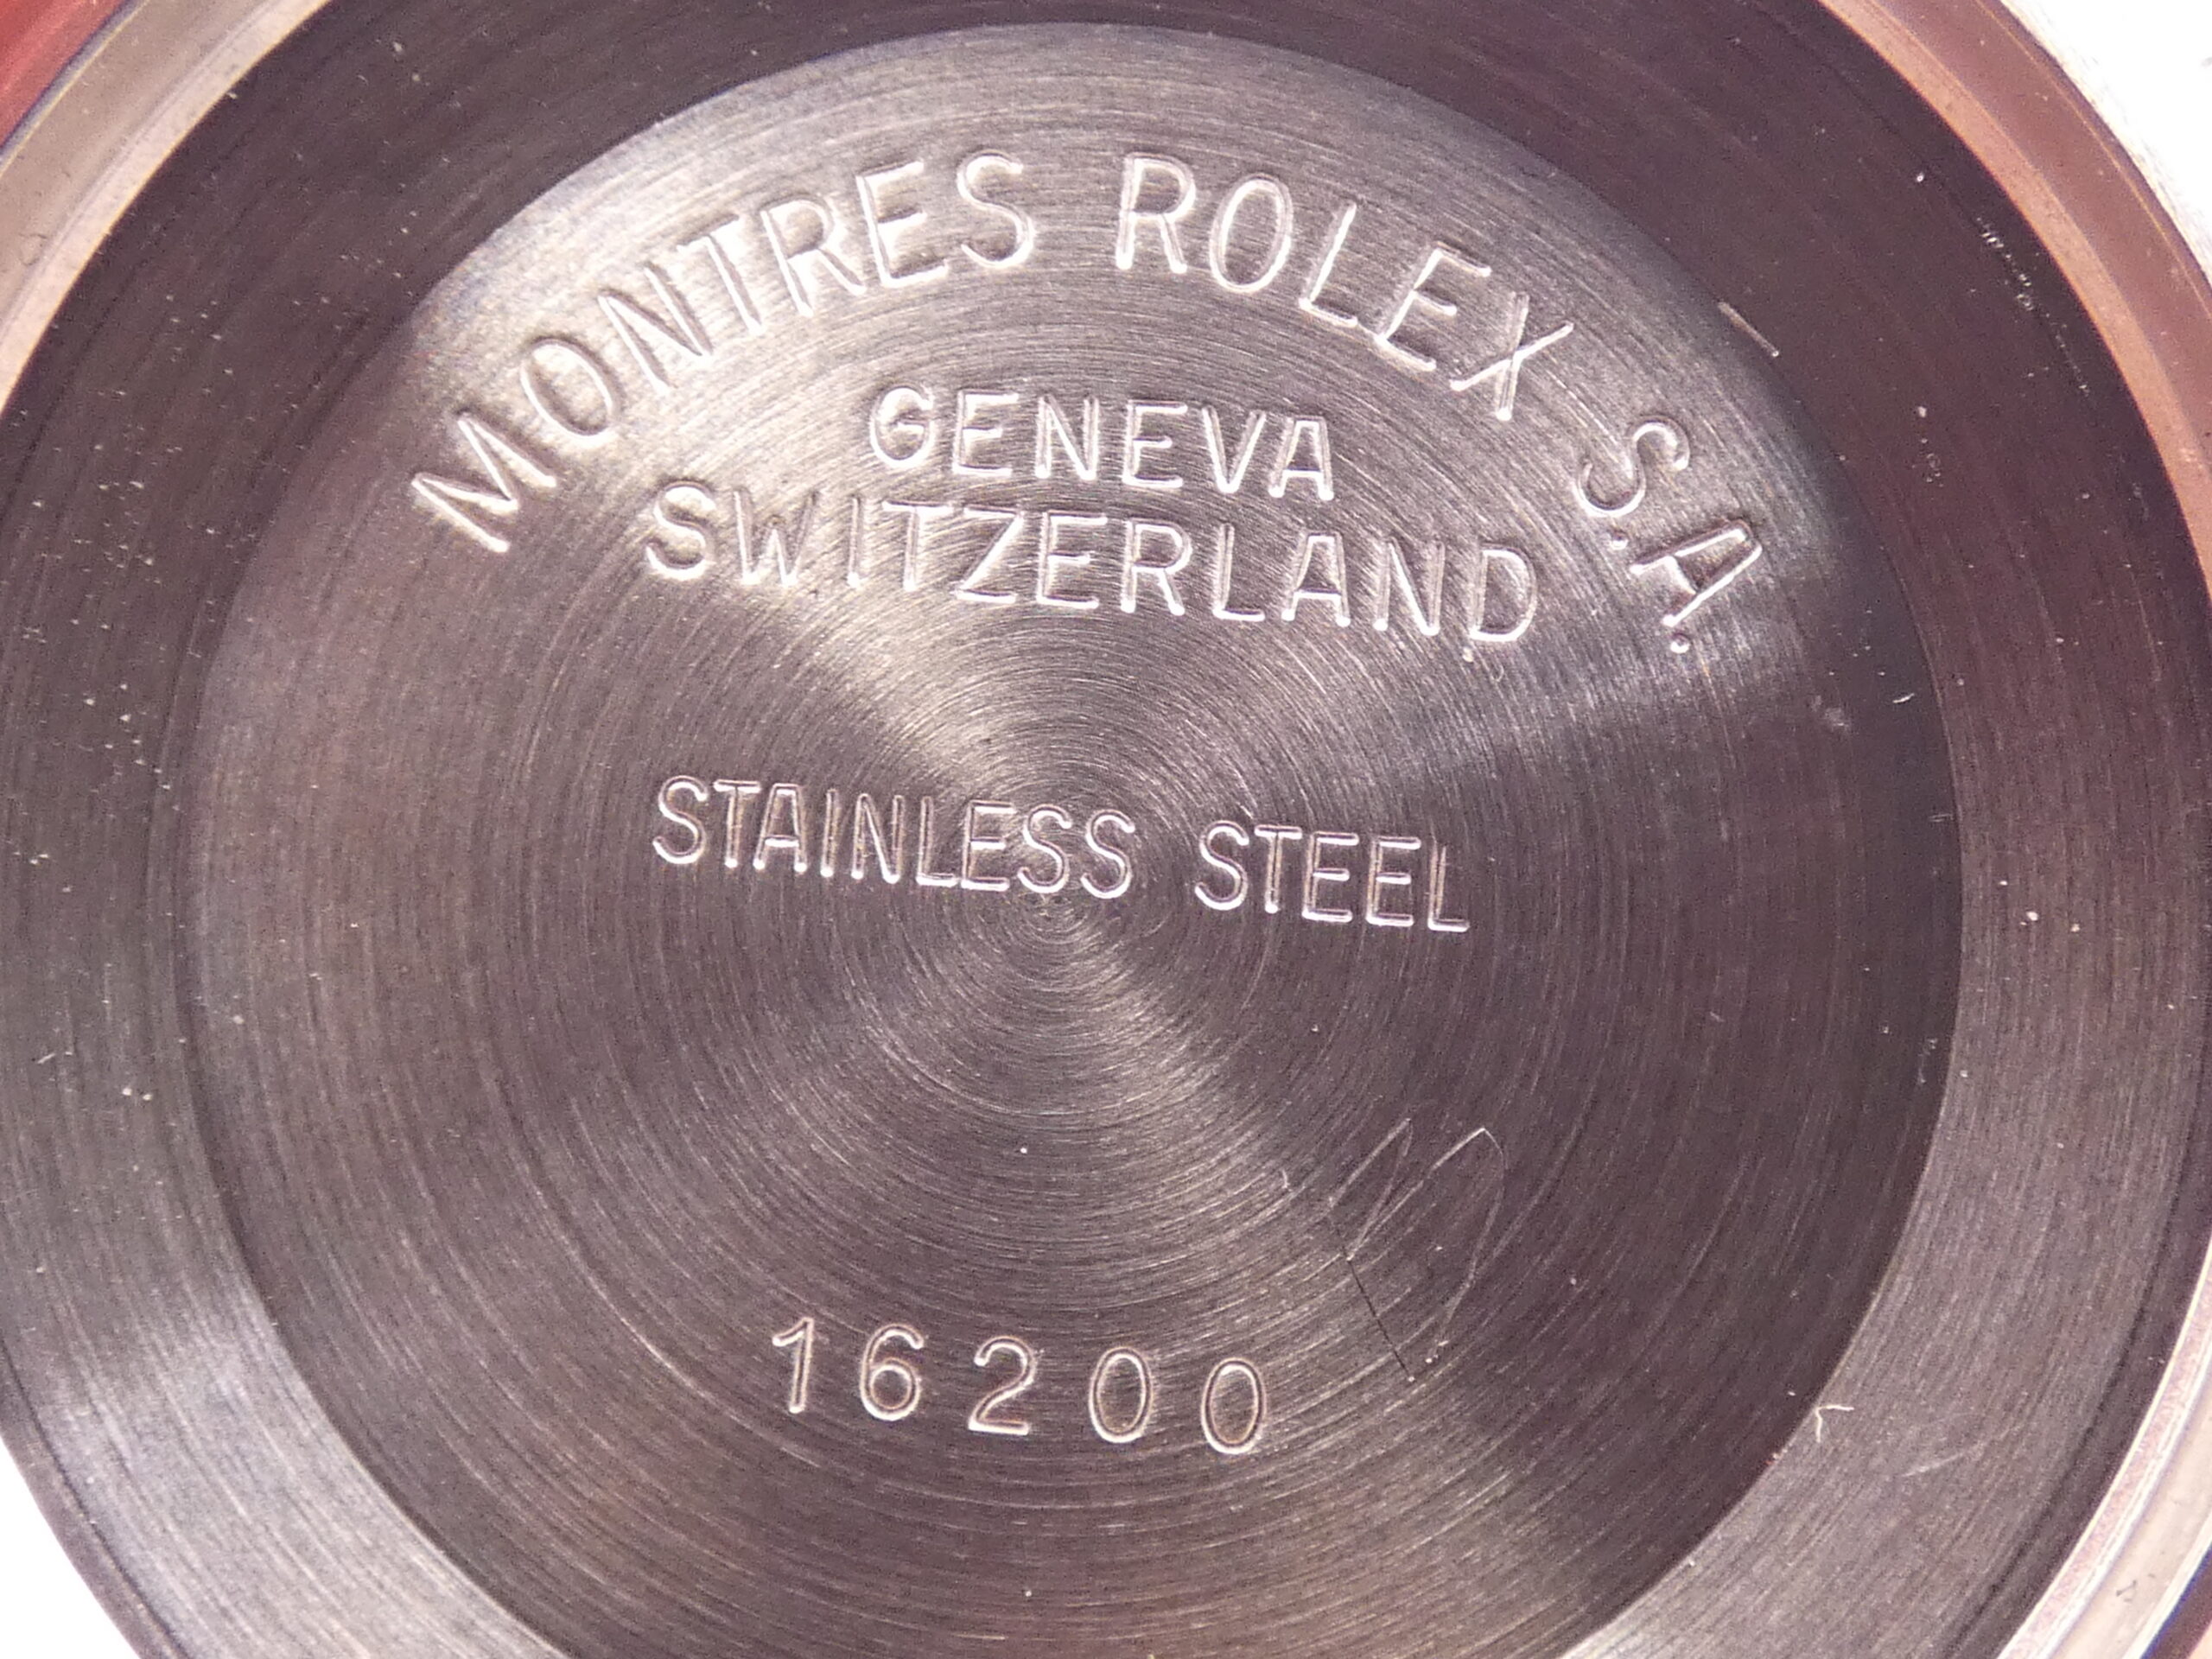 MONTRES ROLEX S.A.
GENEVA
SWITZERLAND
STAINLESS STEEL
16200